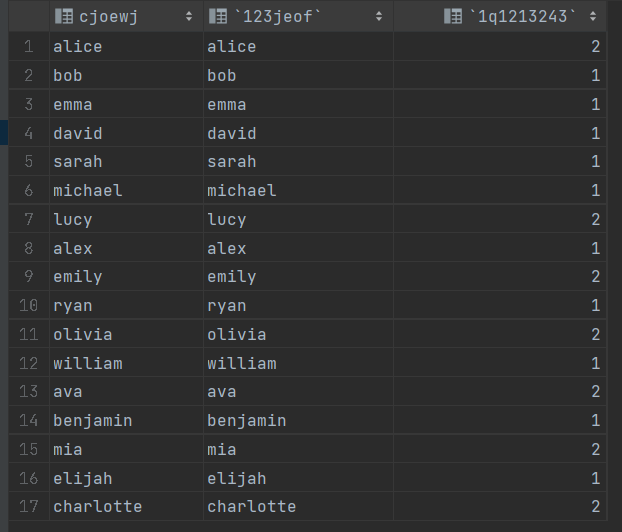 cjoewj `123jeof` `1q1213243`
1 alice alice 2
2 bob bob 1
3 emma emma 1
4 david david 1
5 sarah sarah 1
6 michael michael 1
7 lucy lucy 2
8 alex alex 1
9 emily emily 2
10 ryan ryan 1
11 olivia olivia 2
12 william william 1
13 ava ava 2
14 benjamin benjamin 1
15 mia mia 2
16 elijah elijah 1
17 charlotte charlotte 2